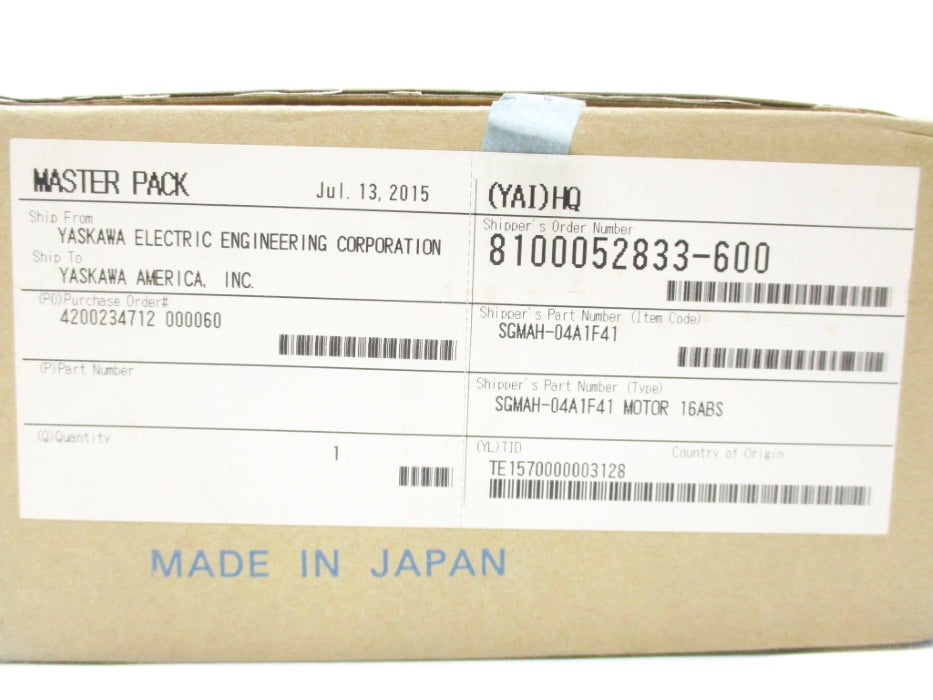 MASTER PACK
Jul. 13, 2015
Ship From
YASKAWA ELECTRIC ENGINEERING CORPORATION
Ship To
YASKAWA AMERICA, INC.
(PO)Purchase Order#
4200234712 000060
(P)Part Number
(Q)Quantity
1
(YAI)HQ
Shipper's Order Number
8100052833-600
Shipper's Part Number (Item Code)
SGMAH-04A1F41
Shipper's Part Number (Type)
SGMAH-04A1F41 MOTOR 16ABS
(YL)TID
Country of Origin
TE1570000003128
MADE IN JAPAN